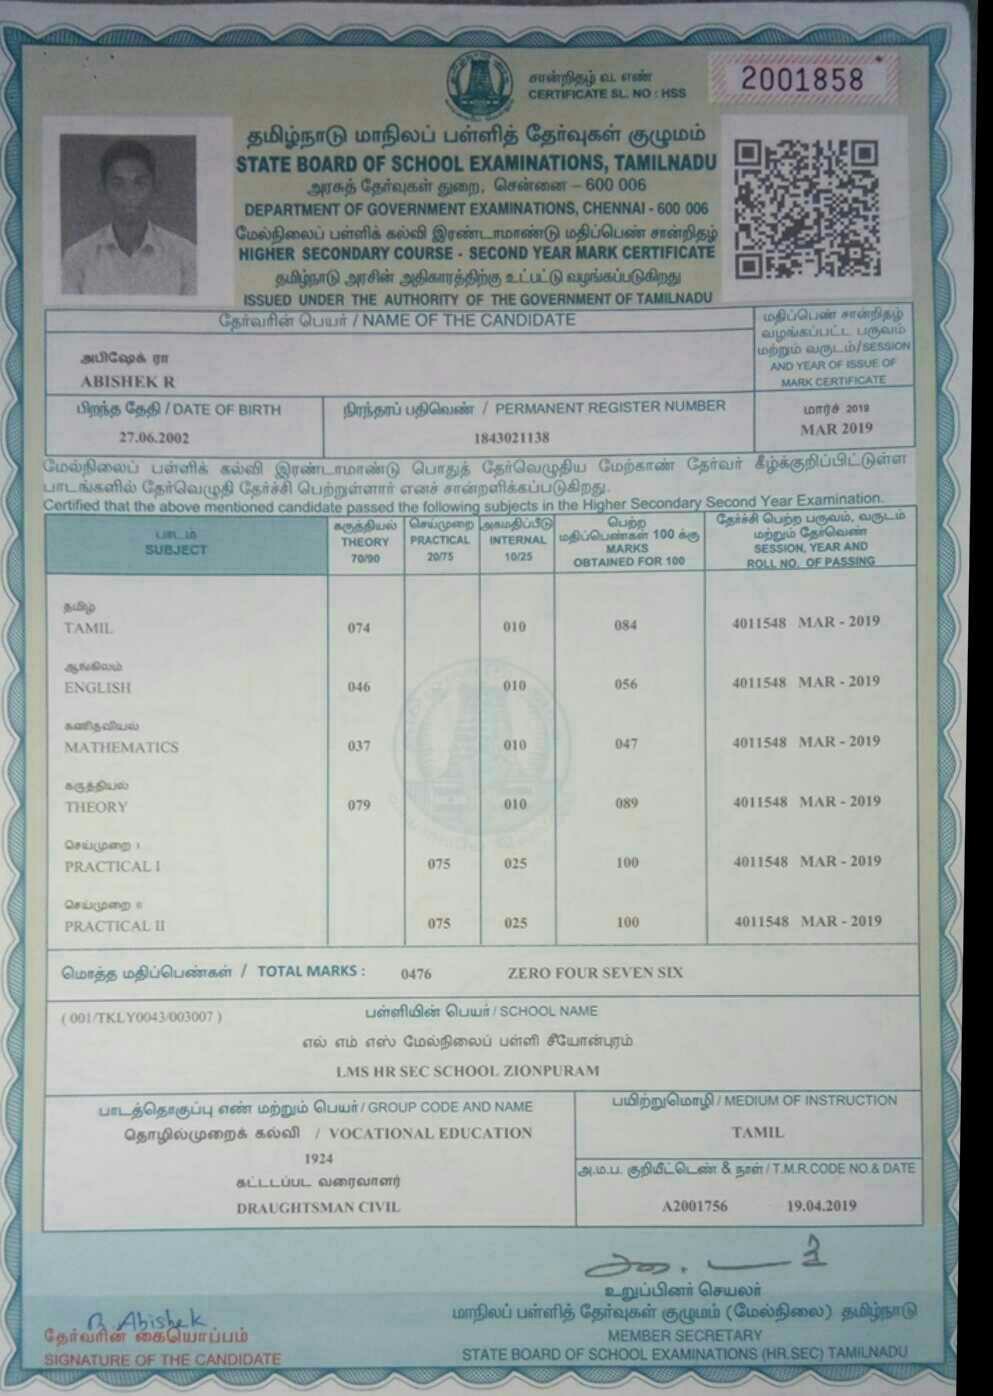 சான்றிதழ் வ. எண்
CERTIFICATE SL. NO : HSS
2001858
தமிழ்நாடு மாநிலப் பள்ளித் தேர்வுகள் குழுமம்
STATE BOARD OF SCHOOL EXAMINATIONS, TAMILNADU
அரசுத் தேர்வுகள் துறை, சென்னை – 600 006
DEPARTMENT OF GOVERNMENT EXAMINATIONS, CHENNAI - 600 006
மேல்நிலைப் பள்ளிக் கல்வி இரண்டாமாண்டு மதிப்பெண் சான்றிதழ்
HIGHER SECONDARY COURSE - SECOND YEAR MARK CERTIFICATE
தமிழ்நாடு அரசின் அதிகாரத்திற்கு உட்பட்டு வழங்கப்படுகிறது
ISSUED UNDER THE AUTHORITY OF THE GOVERNMENT OF TAMILNADU
தேர்வரின் பெயர் / NAME OF THE CANDIDATE
மதிப்பெண் சான்றிதழ்
வழங்கப்பட்ட பருவம்
மற்றும் வருடம்/SESSION
AND YEAR OF ISSUE OF
MARK CERTIFICATE
அபிஷேக் ரா
ABISHEK R
பிறந்த தேதி / DATE OF BIRTH
நிரந்தரப் பதிவெண் / PERMANENT REGISTER NUMBER
மார்ச் 2019
27.06.2002
1843021138
MAR 2019
மேல்நிலைப் பள்ளிக் கல்வி இரண்டாமாண்டு பொதுத் தேர்வெழுதிய மேற்காண் தேர்வர் கீழ்க்குறிப்பிட்டுள்ள
பாடங்களில் தேர்வெழுதி தேர்ச்சி பெற்றுள்ளார் எனச் சான்றளிக்கப்படுகிறது.
Certified that the above mentioned candidate passed the following subjects in the Higher Secondary Second Year Examination.
பாடம்
SUBJECT
கருத்தியல்
THEORY
70/90
செய்முறை
PRACTICAL
20/75
அகமதிப்பீடு
INTERNAL
10/25
பெற்ற
மதிப்பெண்கள் 100 க்கு
MARKS
OBTAINED FOR 100
தேர்ச்சி பெற்ற பருவம், வருடம்
மற்றும் தேர்வெண்
SESSION, YEAR AND
ROLL NO. OF PASSING
தமிழ்
TAMIL 074 010 084 4011548 MAR - 2019
ஆங்கிலம்
ENGLISH 046 010 056 4011548 MAR - 2019
கணிதவியல்
MATHEMATICS 037 010 047 4011548 MAR - 2019
கருத்தியல்
THEORY 079 010 089 4011548 MAR - 2019
செய்முறை I
PRACTICAL I 075 025 100 4011548 MAR - 2019
செய்முறை II
PRACTICAL II 075 025 100 4011548 MAR - 2019
மொத்த மதிப்பெண்கள் / TOTAL MARKS : 0476 ZERO FOUR SEVEN SIX
( 001/TKLY0043/003007 )
பள்ளியின் பெயர் / SCHOOL NAME
எல் எம் எஸ் மேல்நிலைப் பள்ளி சீயோன்புரம்
LMS HR SEC SCHOOL ZIONPURAM
பாடத்தொகுப்பு எண் மற்றும் பெயர் / GROUP CODE AND NAME
தொழில்முறைக் கல்வி / VOCATIONAL EDUCATION
1924
கட்டடப்பட வரைவாளர்
DRAUGHTSMAN CIVIL
பயிற்றுமொழி / MEDIUM OF INSTRUCTION
TAMIL
அ.ம.ப. குறியீட்டெண் & நாள் / T.M.R.CODE NO.& DATE
A2001756 19.04.2019
R. Abishek
தேர்வரின் கையொப்பம்
SIGNATURE OF THE CANDIDATE
உறுப்பினர் செயலர்
மாநிலப் பள்ளித் தேர்வுகள் குழுமம் (மேல்நிலை) தமிழ்நாடு
MEMBER SECRETARY
STATE BOARD OF SCHOOL EXAMINATIONS (HR.SEC) TAMILNADU